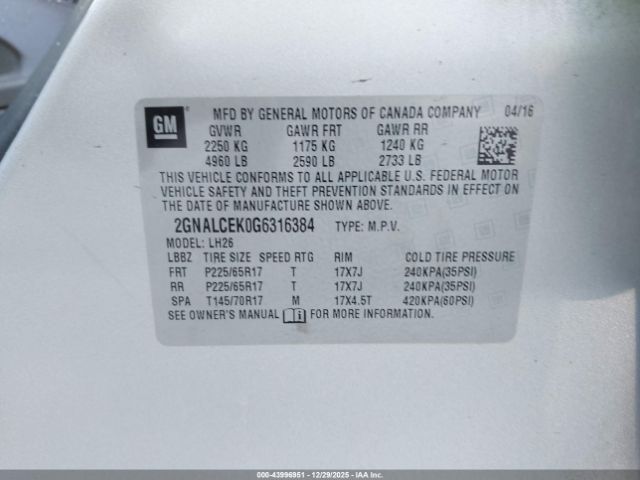 GM
MFD BY GENERAL MOTORS OF CANADA COMPANY 04/16
GVWR GAWR FRT GAWR RR
2250 KG 1175 KG 1240 KG
4960 LB 2590 LB 2733 LB
THIS VEHICLE CONFORMS TO ALL APPLICABLE U.S. FEDERAL MOTOR
VEHICLE SAFETY AND THEFT PREVENTION STANDARDS IN EFFECT ON
THE DATE OF MANUFACTURE SHOWN ABOVE.
2GNALCEK0G6316384 TYPE: M.P.V.
MODEL: LH26
LBBZ TIRE SIZE SPEED RTG RIM COLD TIRE PRESSURE
FRT P225/65R17 T 17X7J 240KPA(35PSI)
RR P225/65R17 T 17X7J 240KPA(35PSI)
SPA T145/70R17 M 17X4.5T 420KPA(60PSI)
SEE OWNER'S MANUAL FOR MORE INFORMATION.
000-43996951 - 12/29/2025 - IAAI.COM